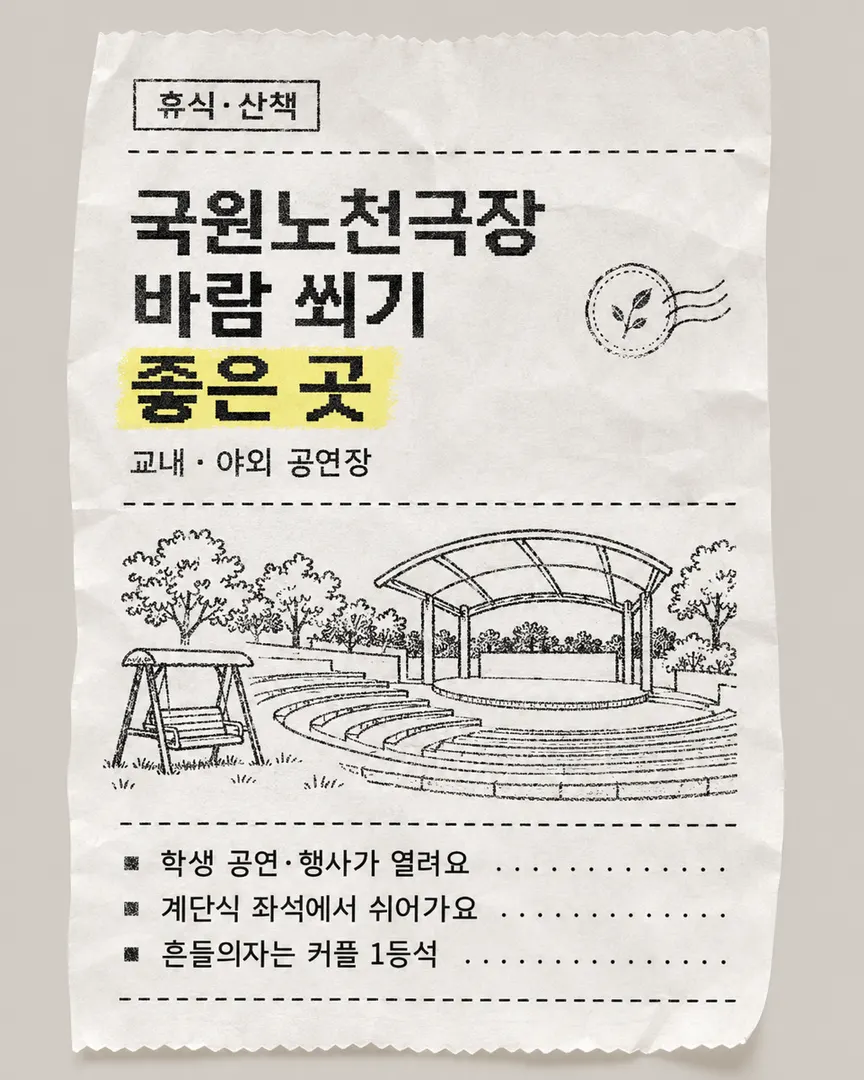 휴식·산책
국원노천극장
바람 쐬기
좋은 곳
교내·야외 공연장
학생 공연·행사가 열려요
계단식 좌석에서 쉬어가요
흔들의자는 커플 1등석